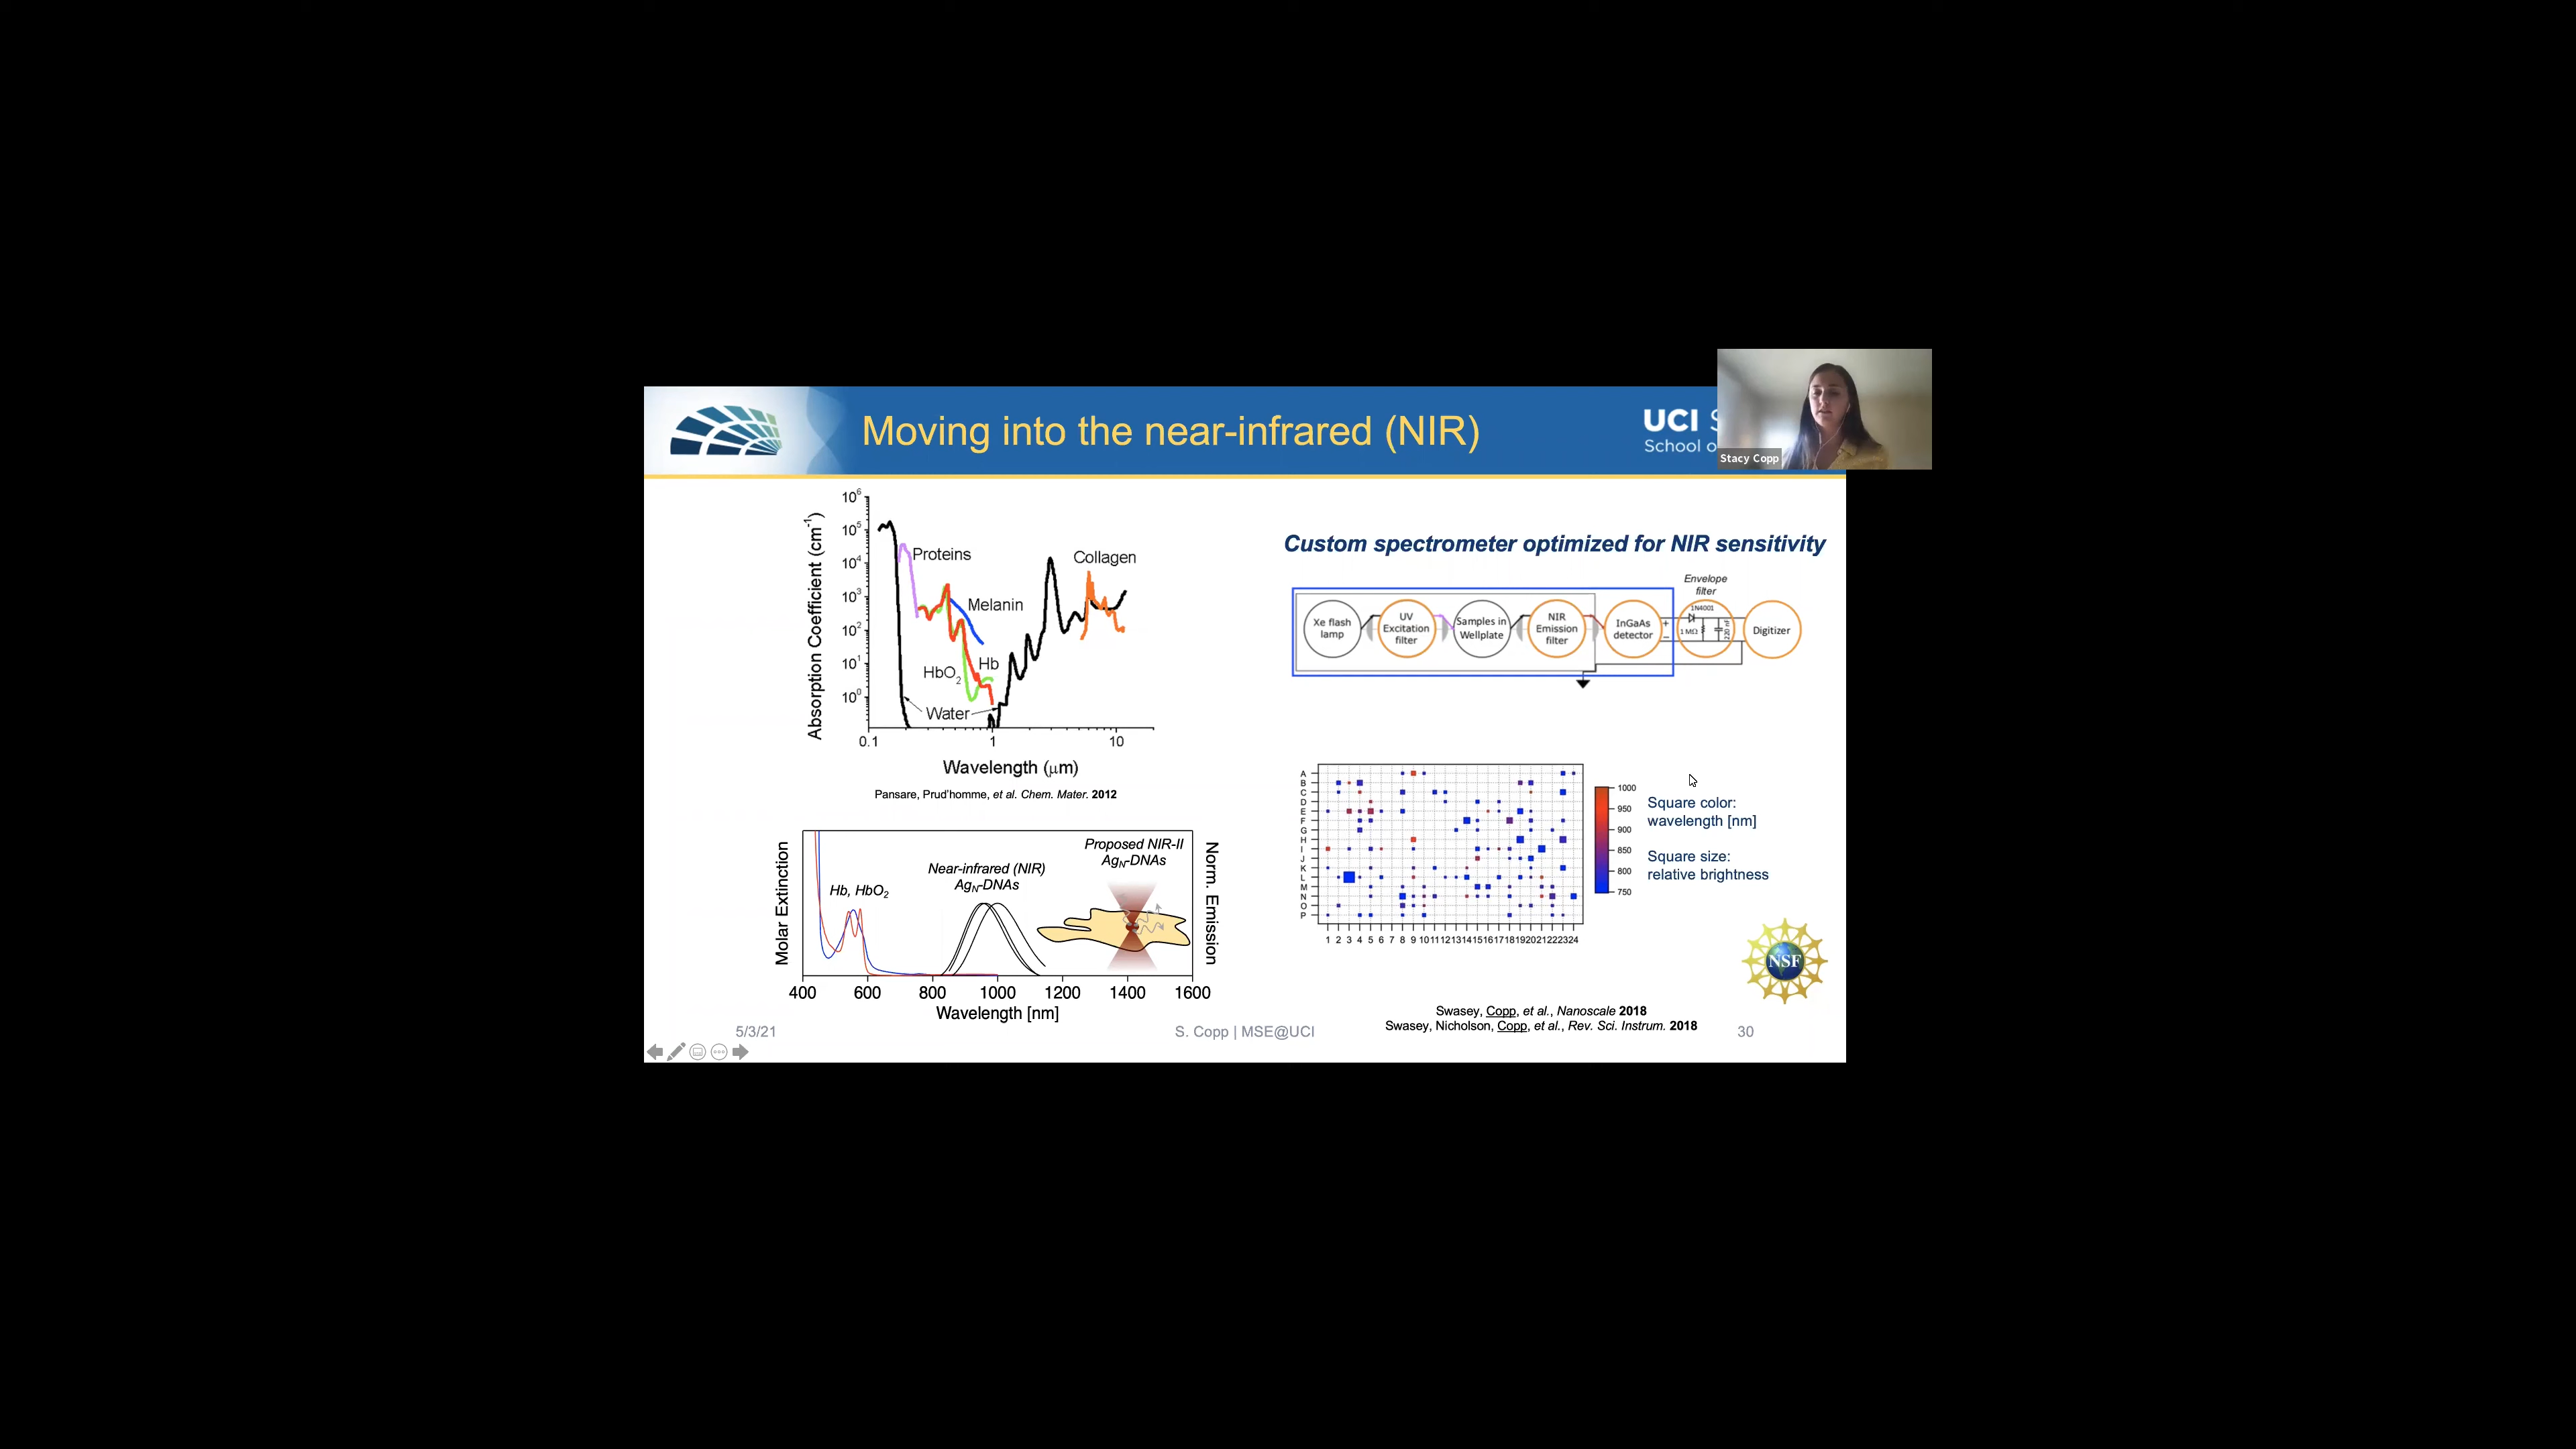 Moving into the near-infrared (NIR)
UCI S
School o
Stacy Copp
Absorption Coefficient (cm-1)
10^6
10^5
10^4
10^3
10^2
10^1
10^0
Proteins
Collagen
Melanin
Hb
HbO2
Water
0.1
1
10
Wavelength (μm)
Pansare, Prud'homme, et al. Chem. Mater. 2012
Molar Extinction
Hb, HbO2
Near-infrared (NIR)
AgN-DNAs
Proposed NIR-II
AgN-DNAs
Norm. Emission
400 600 800 1000 1200 1400 1600
Wavelength [nm]
Custom spectrometer optimized for NIR sensitivity
Envelope
filter
Xe flash
lamp
UV
Excitation
filter
Samples in
Wellplate
NIR
Emission
filter
InGaAs
detector
+
−
1N4001
1 MΩ
220 nF
Digitizer
A
B
C
D
E
F
G
H
I
J
K
L
M
N
O
P
1 2 3 4 5 6 7 8 9 10 11 12 13 14 15 16 17 18 19 20 21 22 23 24
1000
950
900
850
800
750
Square color:
wavelength [nm]
Square size:
relative brightness
NSF
Swasey, Copp, et al., Nanoscale 2018
Swasey, Nicholson, Copp, et al., Rev. Sci. Instrum. 2018
5/3/21
S. Copp | MSE@UCI
30